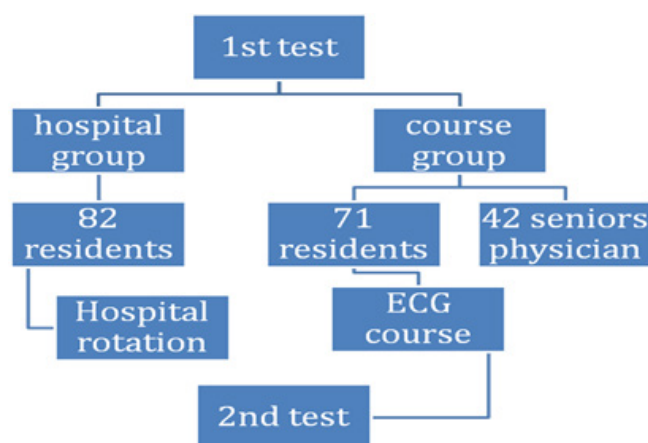 1st test
hospital
group
course
group
82
residents
71
residents
42 seniors
physician
Hospital
rotation
ECG
course
2nd test